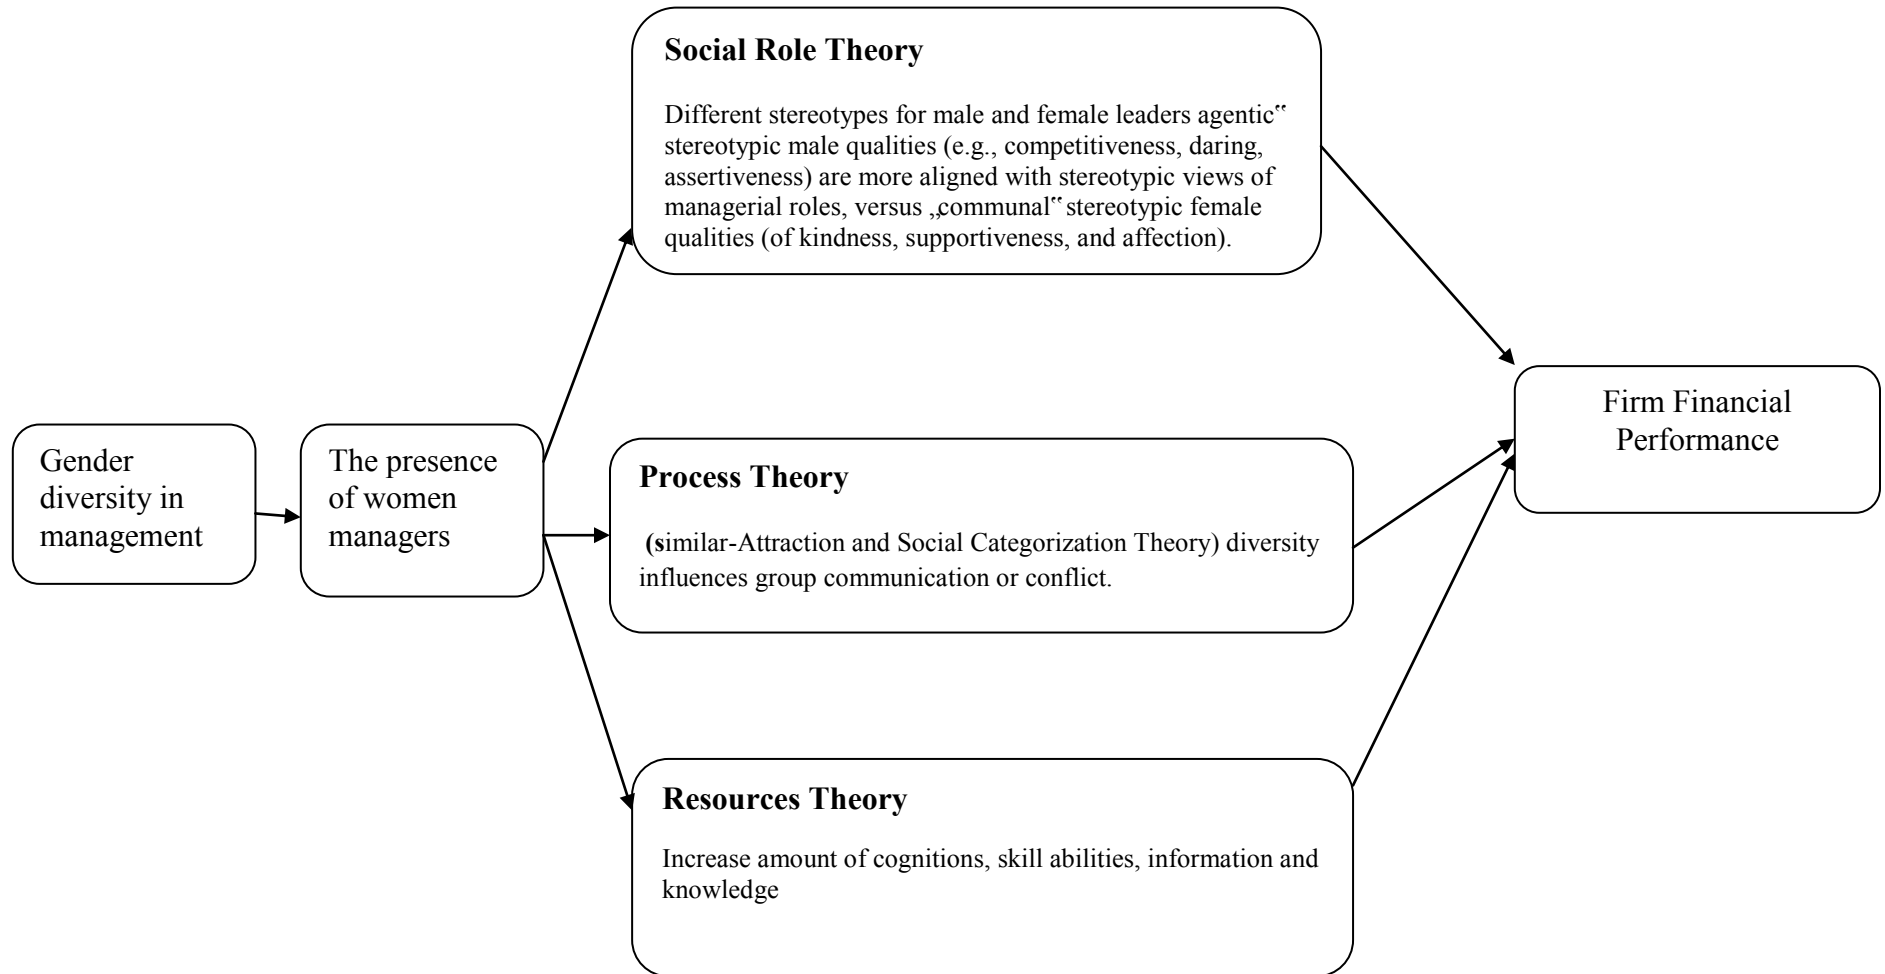 Social Role Theory
Different stereotypes for male and female leaders agentic‟
stereotypic male qualities (e.g., competitiveness, daring,
assertiveness) are more aligned with stereotypic views of
managerial roles, versus „communal‟ stereotypic female
qualities (of kindness, supportiveness, and affection).
Gender
diversity in
management
The presence
of women
managers
Process Theory
(similar-Attraction and Social Categorization Theory) diversity
influences group communication or conflict.
Resources Theory
Increase amount of cognitions, skill abilities, information and
knowledge
Firm Financial
Performance